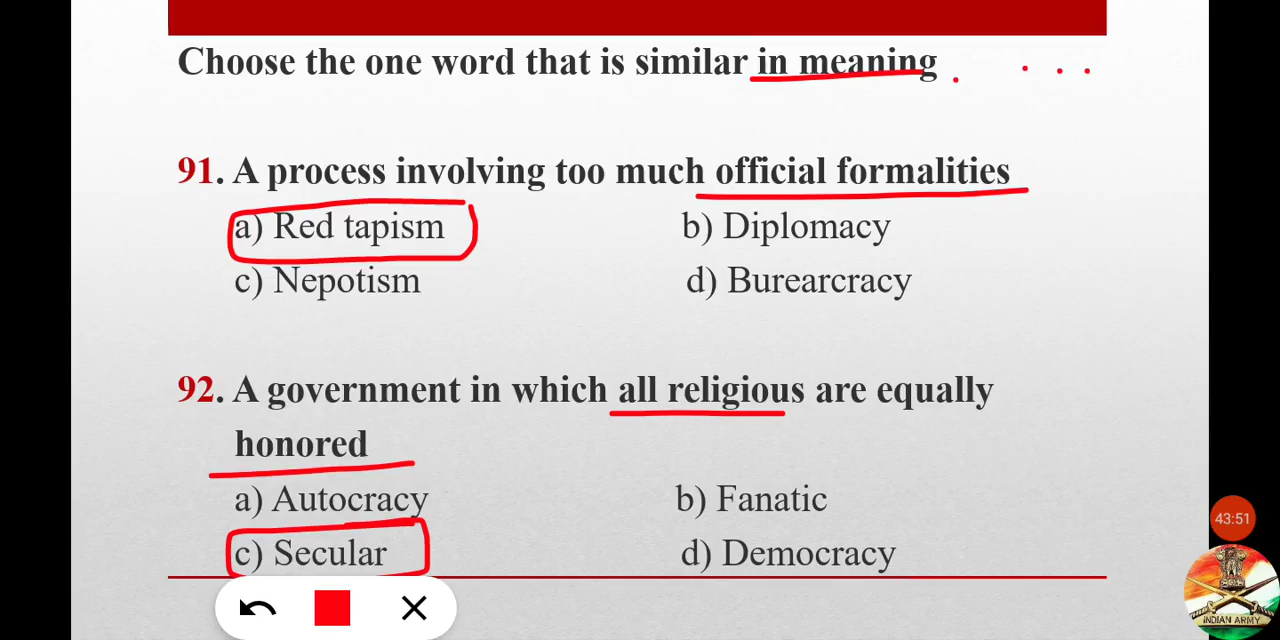 Choose the one word that is similar in meaning
91. A process involving too much official formalities
a) Red tapism b) Diplomacy
c) Nepotism d) Burearcracy
92. A government in which all religious are equally
honored
a) Autocracy b) Fanatic
43:51
c) Secular d) Democracy
INDIAN ARMY